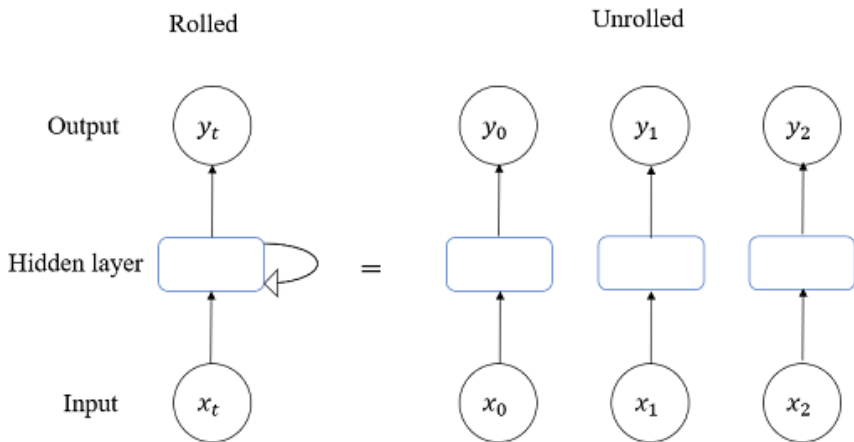 Rolled
Unrolled
Output
y_t
y_0
y_1
y_2
Hidden layer
=
Input
x_t
x_0
x_1
x_2